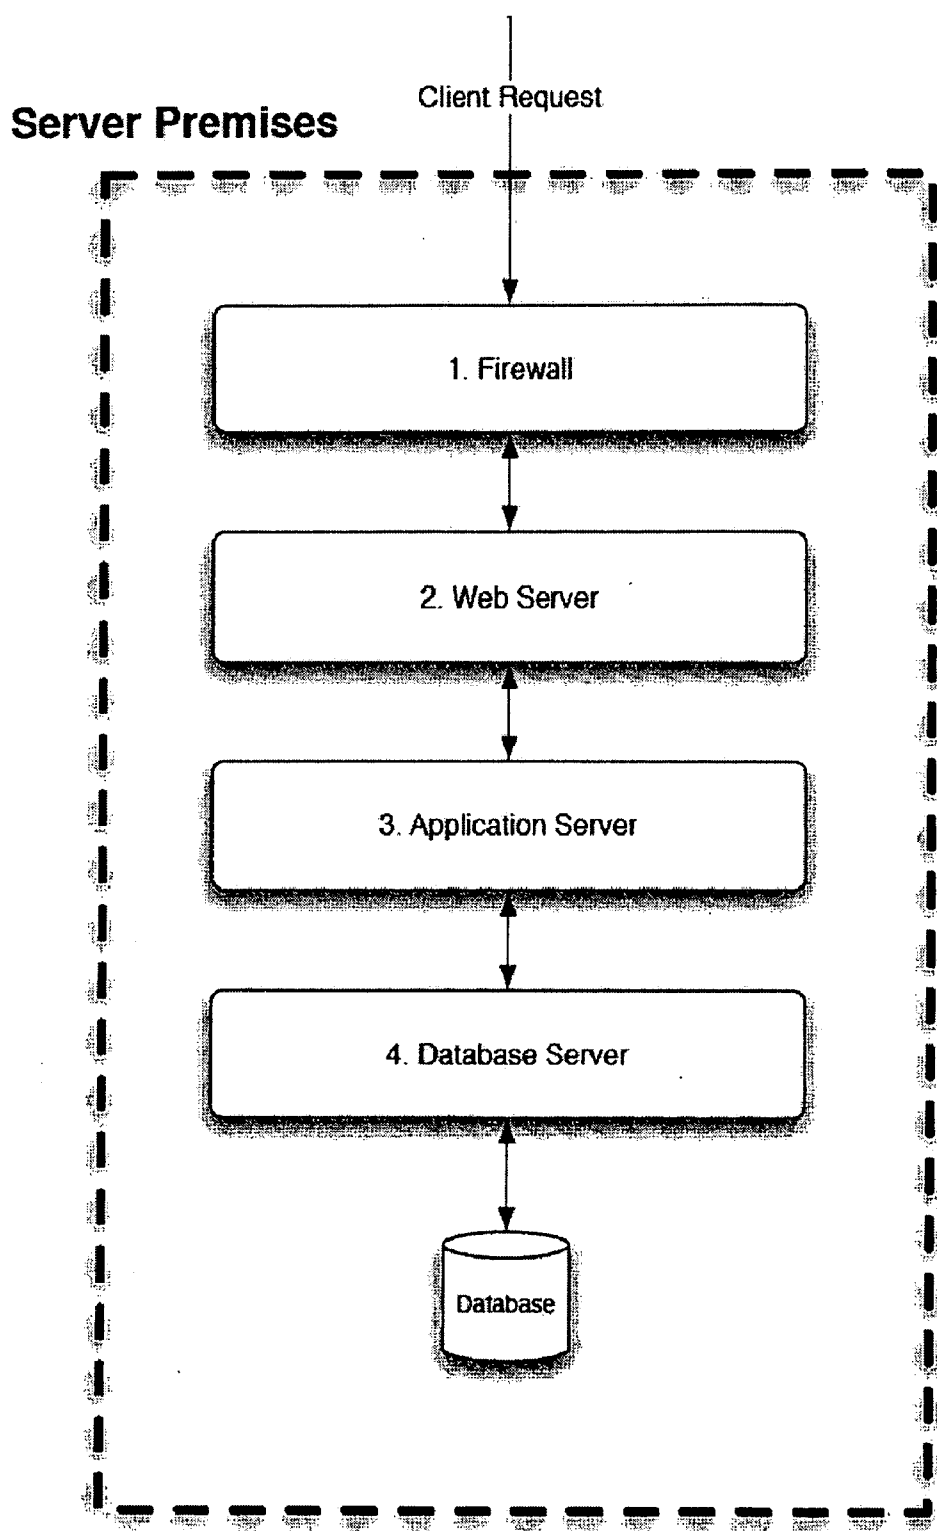 Client Request
Server Premises
1. Firewall
2. Web Server
3. Application Server
4. Database Server
Database